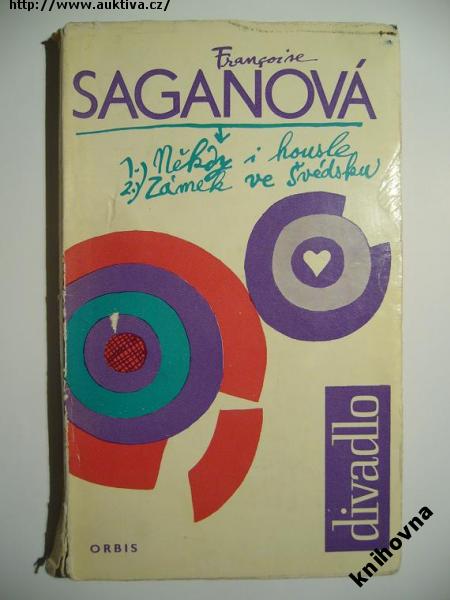 http://www.auktiva.cz/
Françoise
SAGANOVÁ
1.) Někdy i housle
2.) Zámek ve Švédsku
divadlo
ORBIS
knihovna